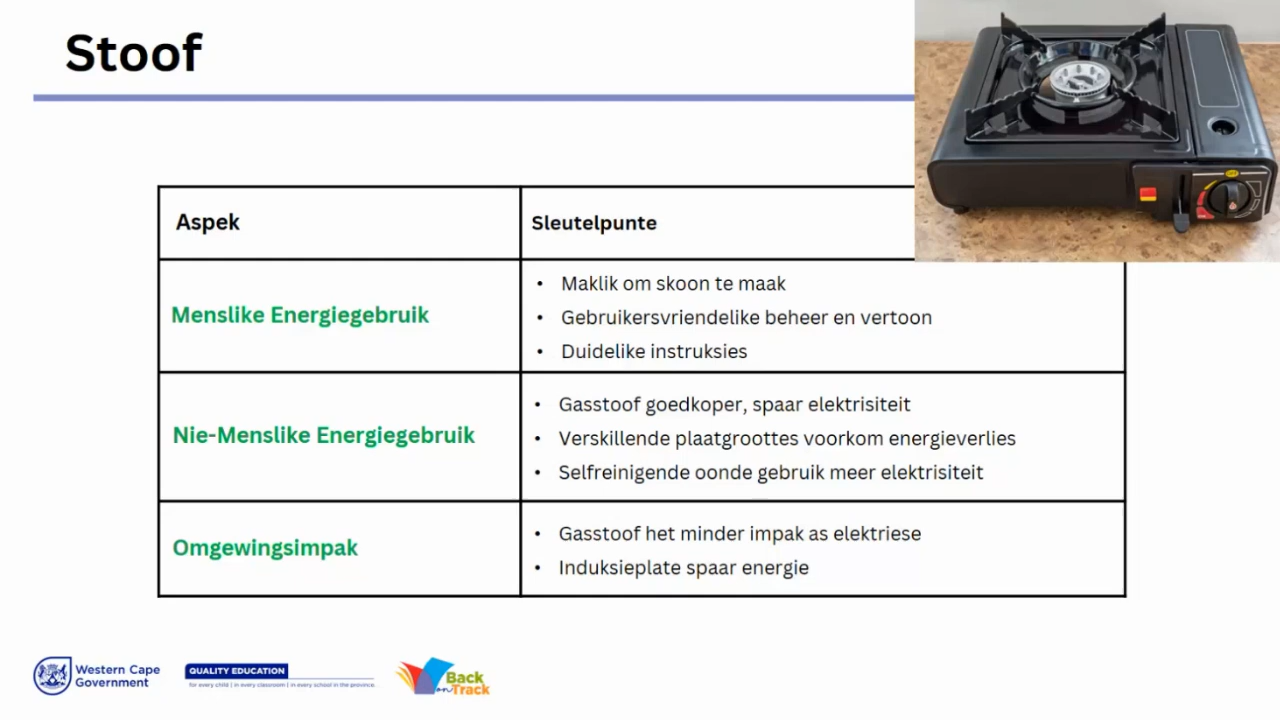 Stoof
Aspek
Sleutelpunte
Menslike Energiegebruik
• Maklik om skoon te maak
• Gebruikersvriendelike beheer en vertoon
• Duidelike instruksies
Nie-Menslike Energiegebruik
• Gasstoof goedkoper, spaar elektrisiteit
• Verskillende plaatgroottes voorkom energieverlies
• Selfreinigende oonde gebruik meer elektrisiteit
Omgewingsimpak
• Gasstoof het minder impak as elektriese
• Induksieplate spaar energie
Western Cape
Government
QUALITY EDUCATION
for every child | in every classroom | in every school in the province.
Back
on Track